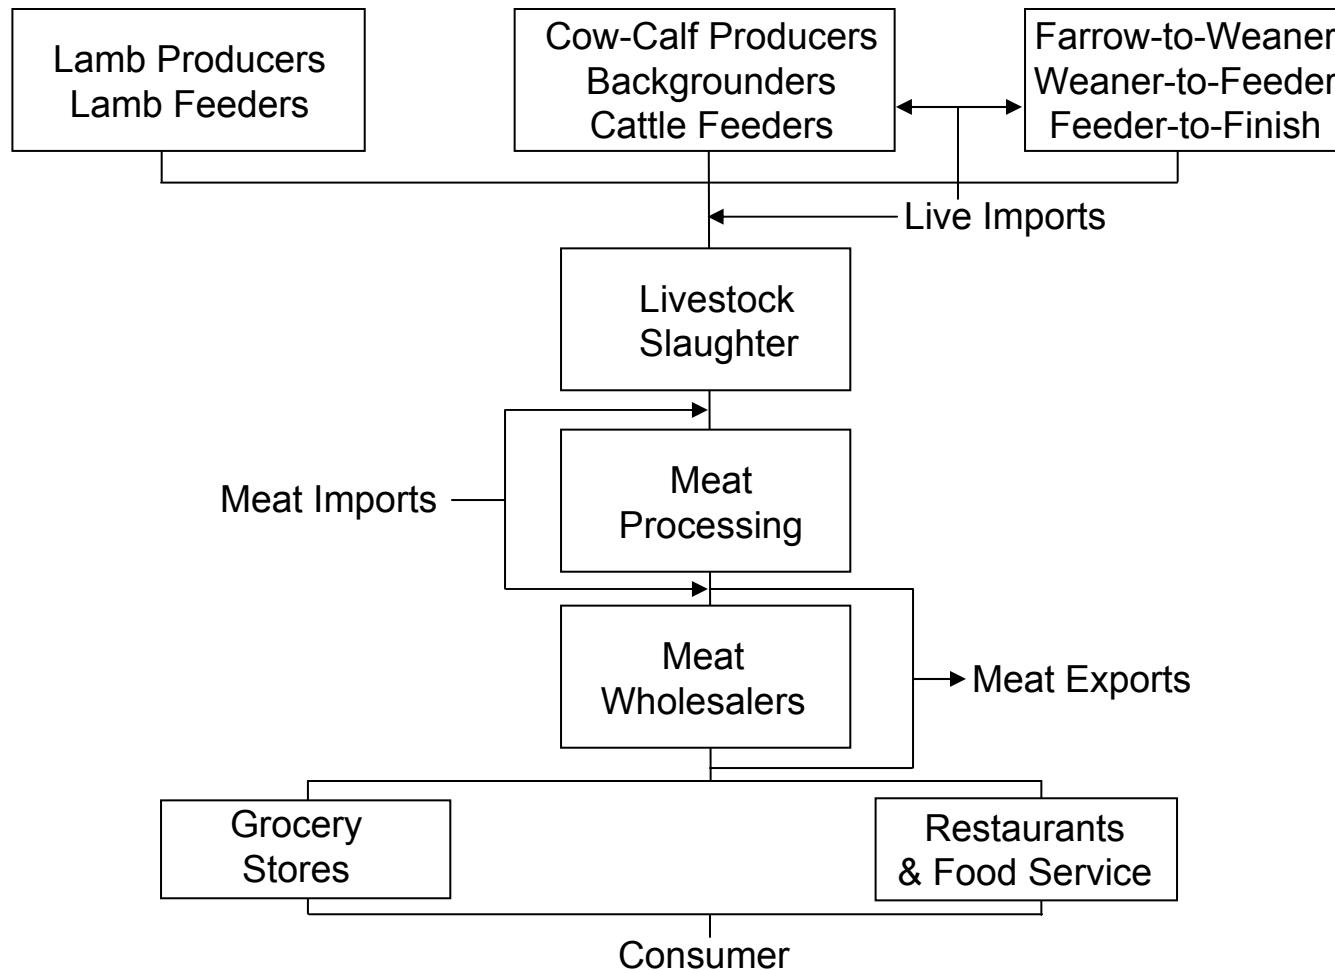 Lamb Producers
Lamb Feeders
Cow-Calf Producers
Backgrounders
Cattle Feeders
Farrow-to-Weaner
Weaner-to-Feeder
Feeder-to-Finish
Live Imports
Livestock
Slaughter
Meat Imports
Meat
Processing
Meat
Wholesalers
Meat Exports
Grocery
Stores
Restaurants
& Food Service
Consumer